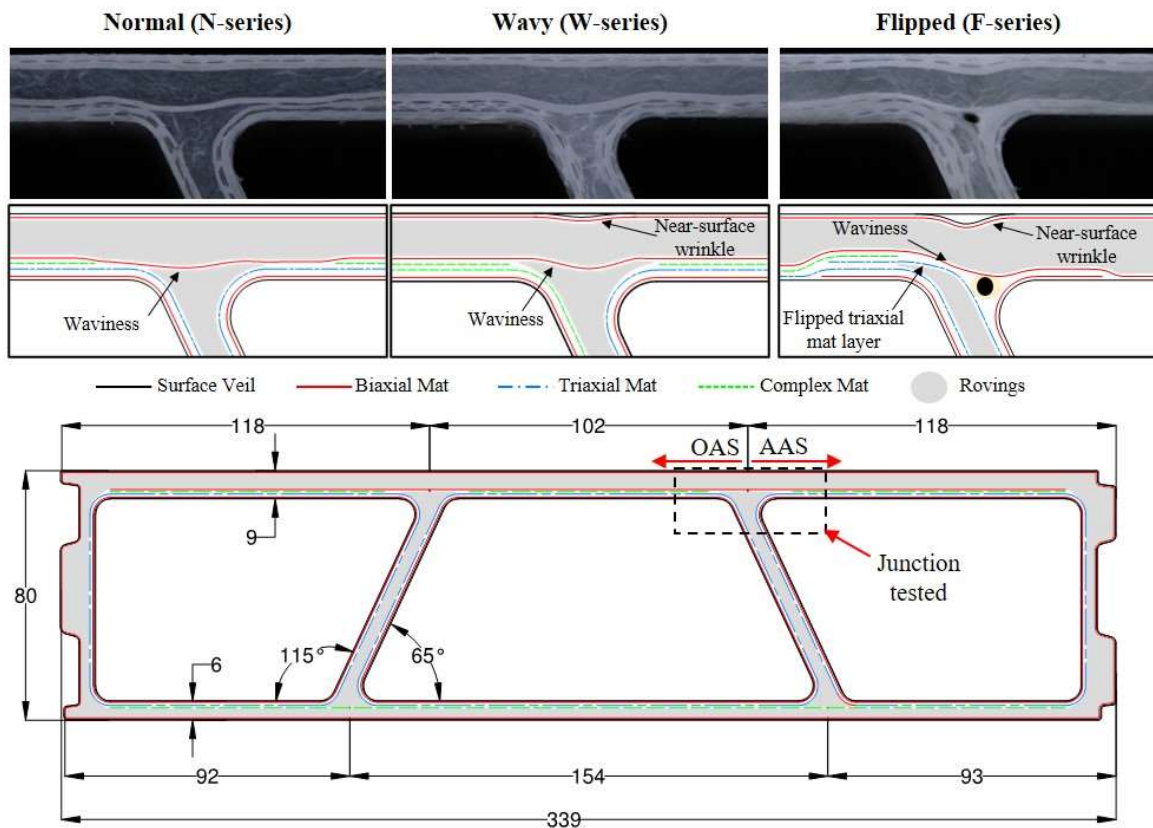 Normal (N-series)
Wavy (W-series)
Flipped (F-series)
Waviness
Near-surface
wrinkle
Waviness
Waviness
Near-surface
wrinkle
Flipped triaxial
mat layer
Surface Veil
Biaxial Mat
Triaxial Mat
Complex Mat
Rovings
118
102
118
OAS
AAS
9
80
Junction
tested
6
115°
65°
92
154
93
339